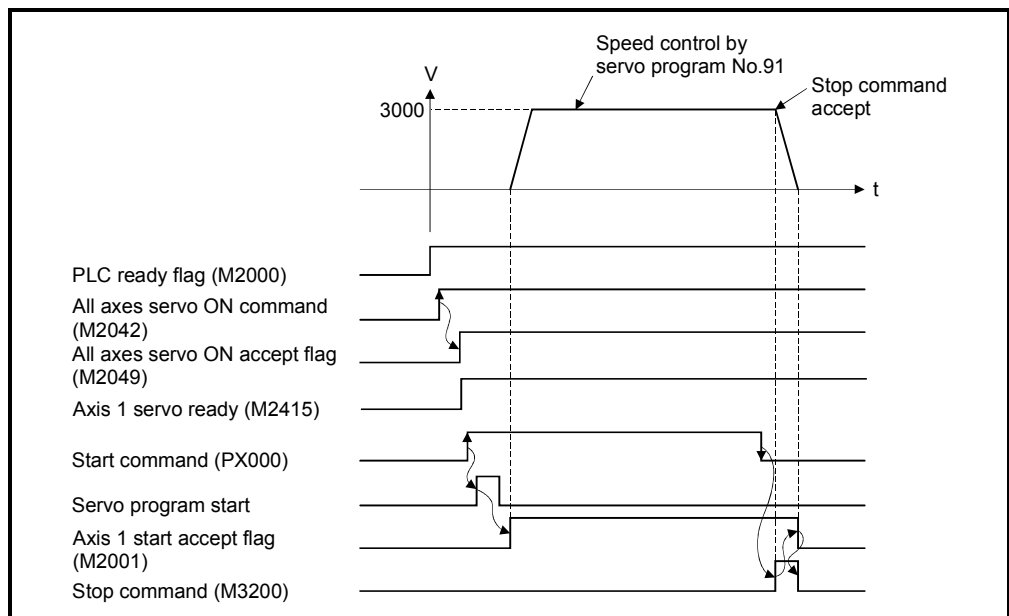 Speed control by
servo program No.91
V
Stop command
accept
3000
t
PLC ready flag (M2000)
All axes servo ON command
(M2042)
All axes servo ON accept flag
(M2049)
Axis 1 servo ready (M2415)
Start command (PX000)
Servo program start
Axis 1 start accept flag
(M2001)
Stop command (M3200)